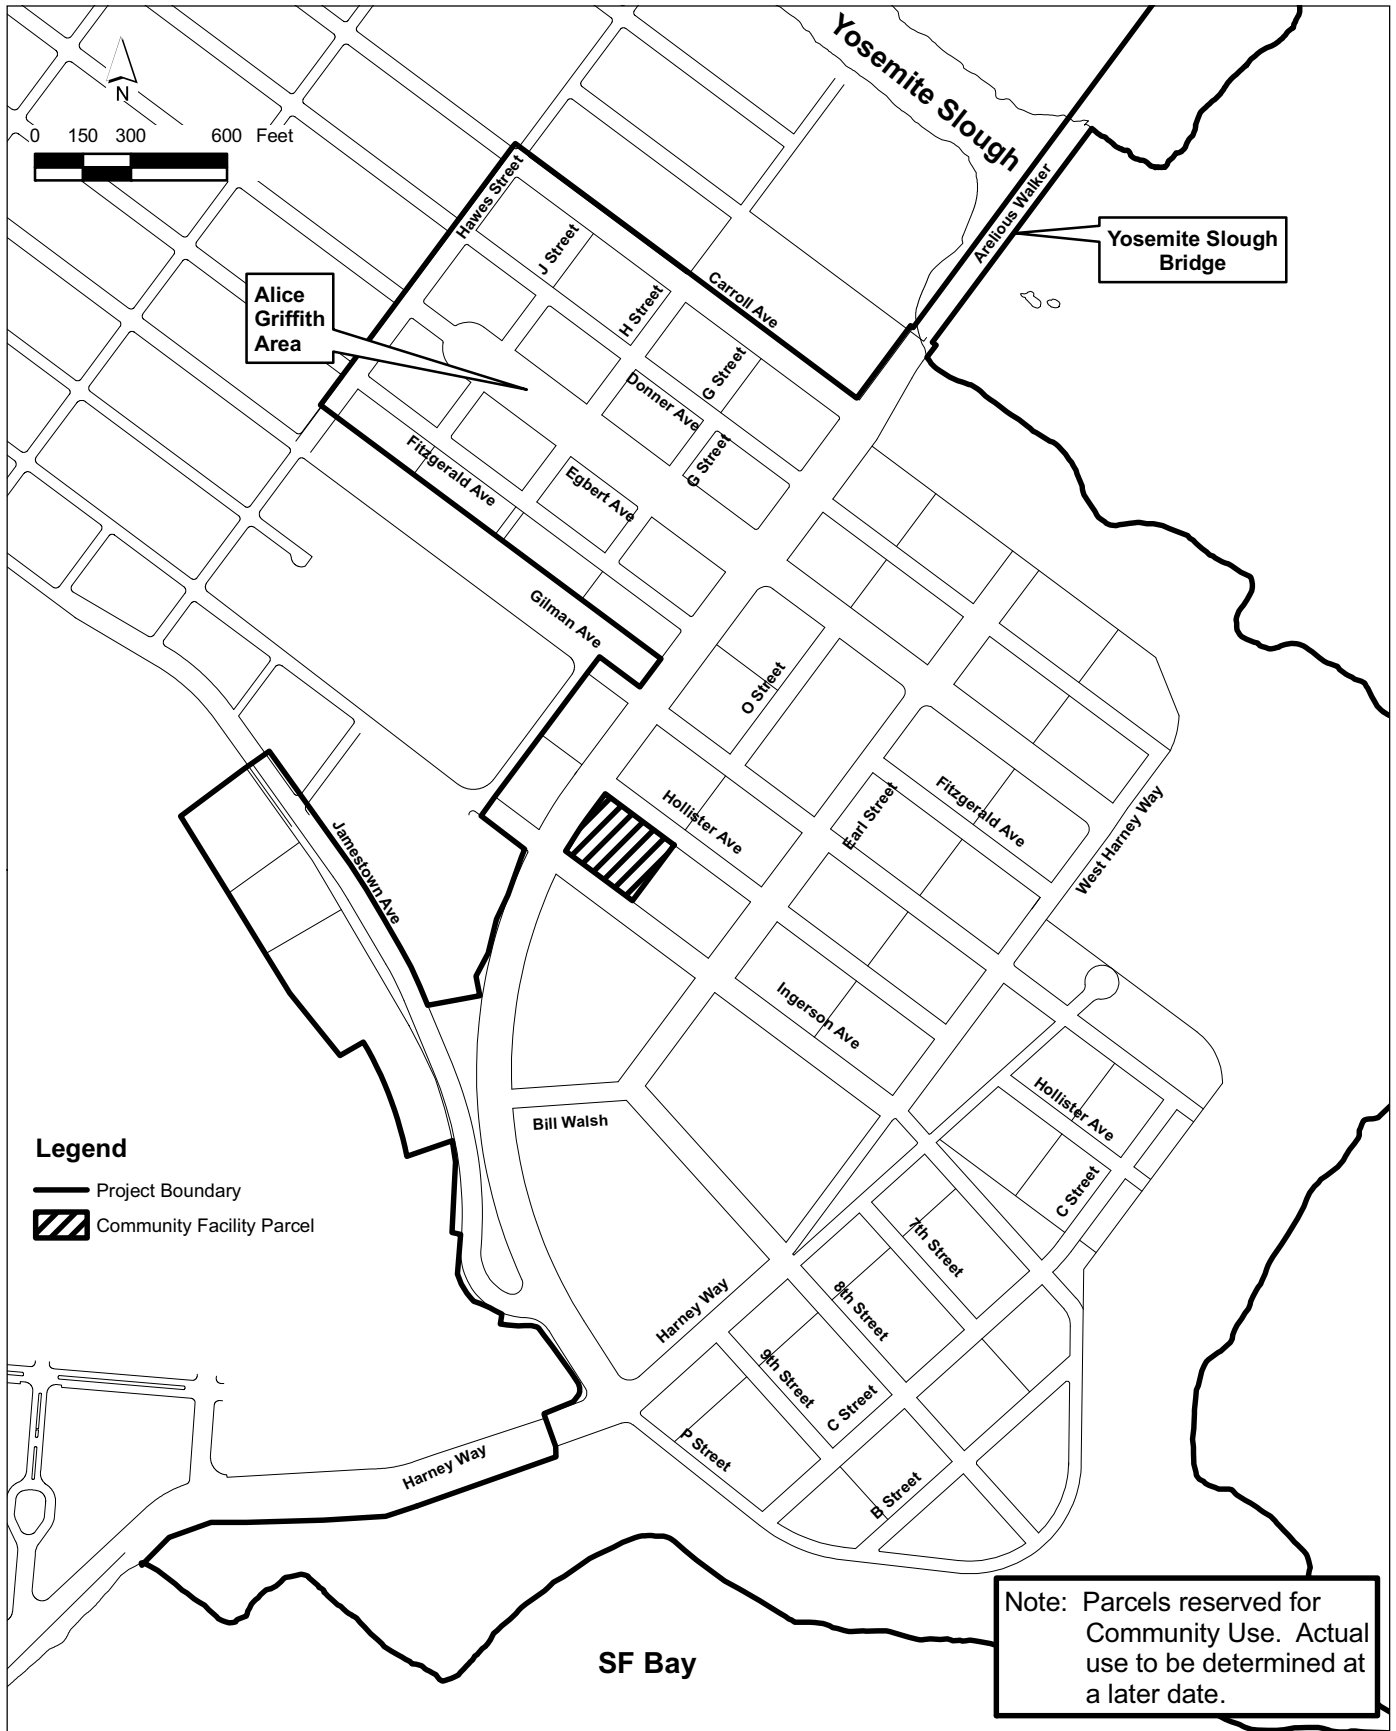 Yosemite Slough
N
0 150 300 600 Feet
Hawes Street
Arelious Walker
Yosemite Slough
Bridge
J Street
Carroll Ave
Alice
Griffith
Area
H Street
G Street
Donner Ave
G Street
Fitzgerald Ave
Egbert Ave
Gilman Ave
O Street
Hollister Ave
Fitzgerald Ave
Earl Street
West Harney Way
Jamestown Ave
Ingerson Ave
Hollister Ave
Bill Walsh
C Street
Legend
Project Boundary
Community Facility Parcel
7th Street
8th Street
Harney Way
9th Street
C Street
P Street
Harney Way
B Street
Note: Parcels reserved for
Community Use. Actual
use to be determined at
a later date.
SF Bay